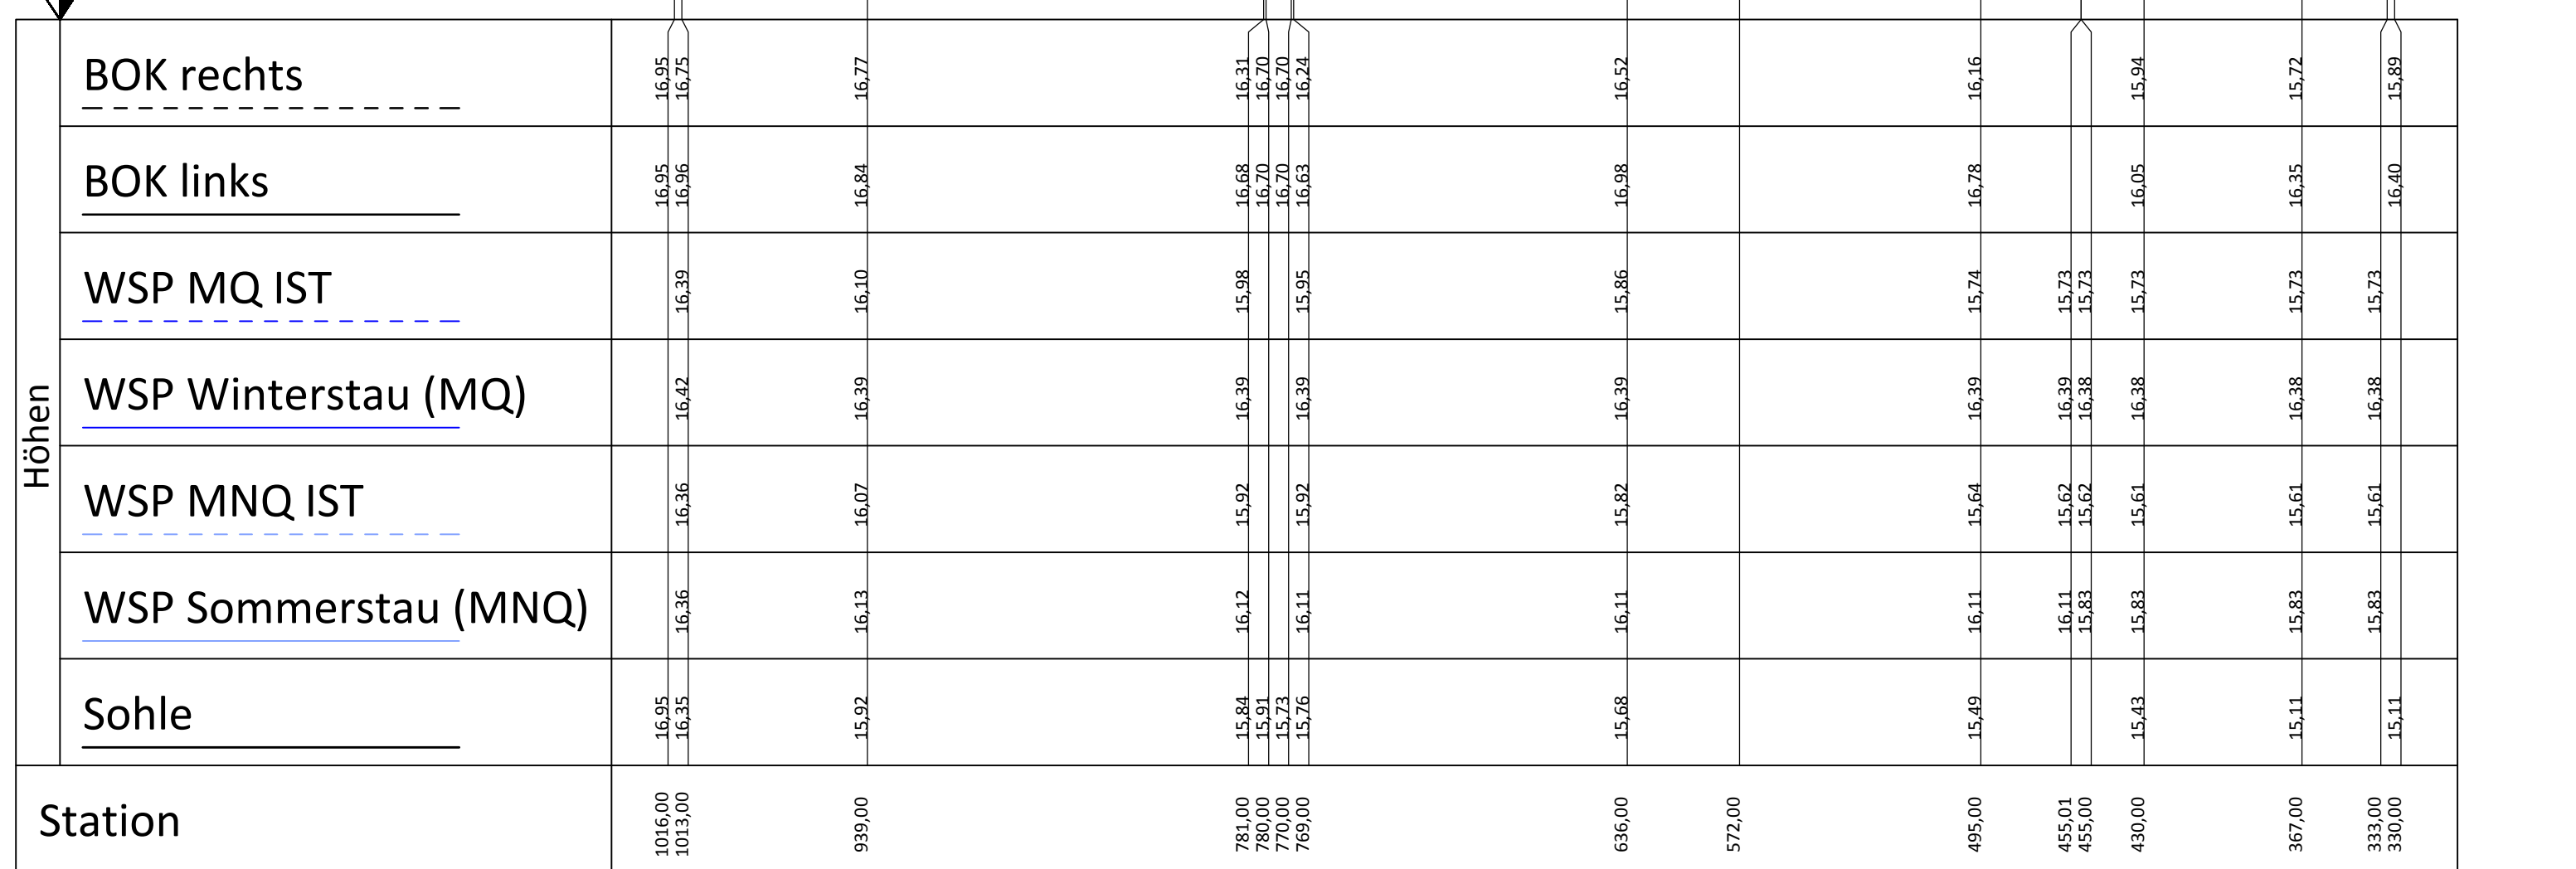 Höhen
BOK rechts 16,95 16,75 16,77 16,31 16,70 16,70 16,24 16,52 16,16 15,94 15,72 15,89
BOK links 16,95 16,96 16,84 16,68 16,70 16,70 16,63 16,98 16,78 16,05 16,35 16,40
WSP MQ IST 16,39 16,10 15,98 15,95 15,86 15,74 15,73 15,73 15,73 15,73 15,73
WSP Winterstau (MQ) 16,42 16,39 16,39 16,39 16,39 16,39 16,39 16,38 16,38 16,38 16,38
WSP MNQ IST 16,36 16,07 15,92 15,92 15,82 15,64 15,62 15,62 15,61 15,61 15,61
WSP Sommerstau (MNQ) 16,36 16,13 16,12 16,11 16,11 16,11 16,11 15,83 15,83 15,83 15,83
Sohle 16,95 16,35 15,92 15,84 15,91 15,73 15,76 15,68 15,49 15,43 15,11 15,11
Station 1016,00 1013,00 939,00 781,00 780,00 770,00 769,00 636,00 572,00 495,00 455,01 455,00 430,00 367,00 333,00 330,00